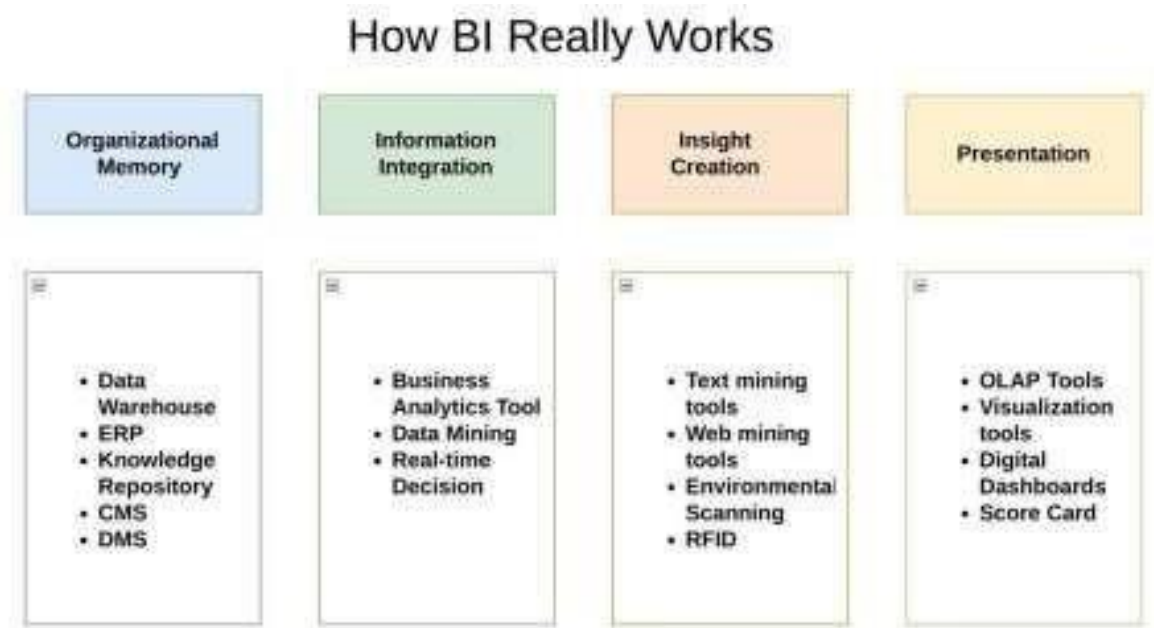 How BI Really Works
Organizational
Memory
Information
Integration
Insight
Creation
Presentation
• Data
Warehouse
• ERP
• Knowledge
Repository
• CMS
• DMS
• Business
Analytics Tool
• Data Mining
• Real-time
Decision
• Text mining
tools
• Web mining
tools
• Environmental
Scanning
• RFID
• OLAP Tools
• Visualization
tools
• Digital
Dashboards
• Score Card